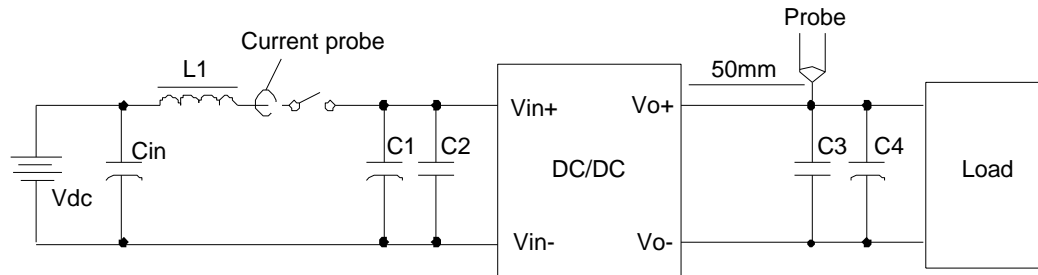 Probe
Current probe
L1
50mm
Vin+
Vo+
Cin
C1
C2
C3
C4
DC/DC
Load
Vdc
Vin-
Vo-